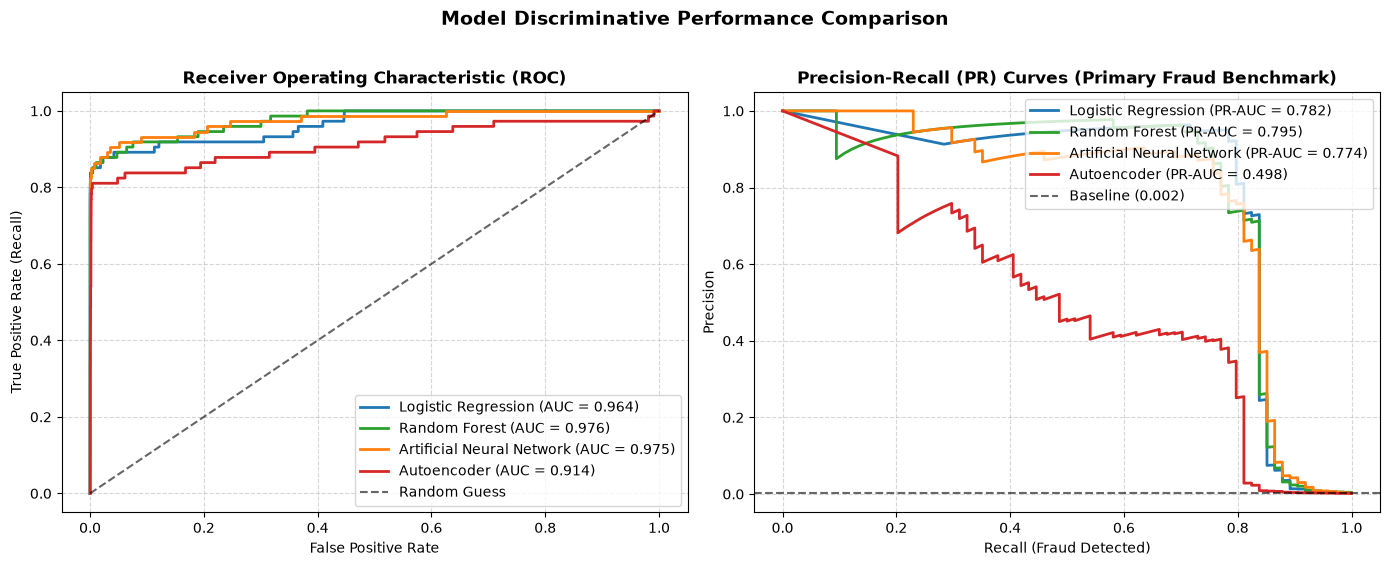 Model Discriminative Performance Comparison
Receiver Operating Characteristic (ROC)
True Positive Rate (Recall)
1.0
0.8
0.6
0.4
0.2
0.0
0.0 0.2 0.4 0.6 0.8 1.0
False Positive Rate
Logistic Regression (AUC = 0.964)
Random Forest (AUC = 0.976)
Artificial Neural Network (AUC = 0.975)
Autoencoder (AUC = 0.914)
Random Guess
Precision-Recall (PR) Curves (Primary Fraud Benchmark)
Precision
1.0
0.8
0.6
0.4
0.2
0.0
0.0 0.2 0.4 0.6 0.8 1.0
Recall (Fraud Detected)
Logistic Regression (PR-AUC = 0.782)
Random Forest (PR-AUC = 0.795)
Artificial Neural Network (PR-AUC = 0.774)
Autoencoder (PR-AUC = 0.498)
Baseline (0.002)